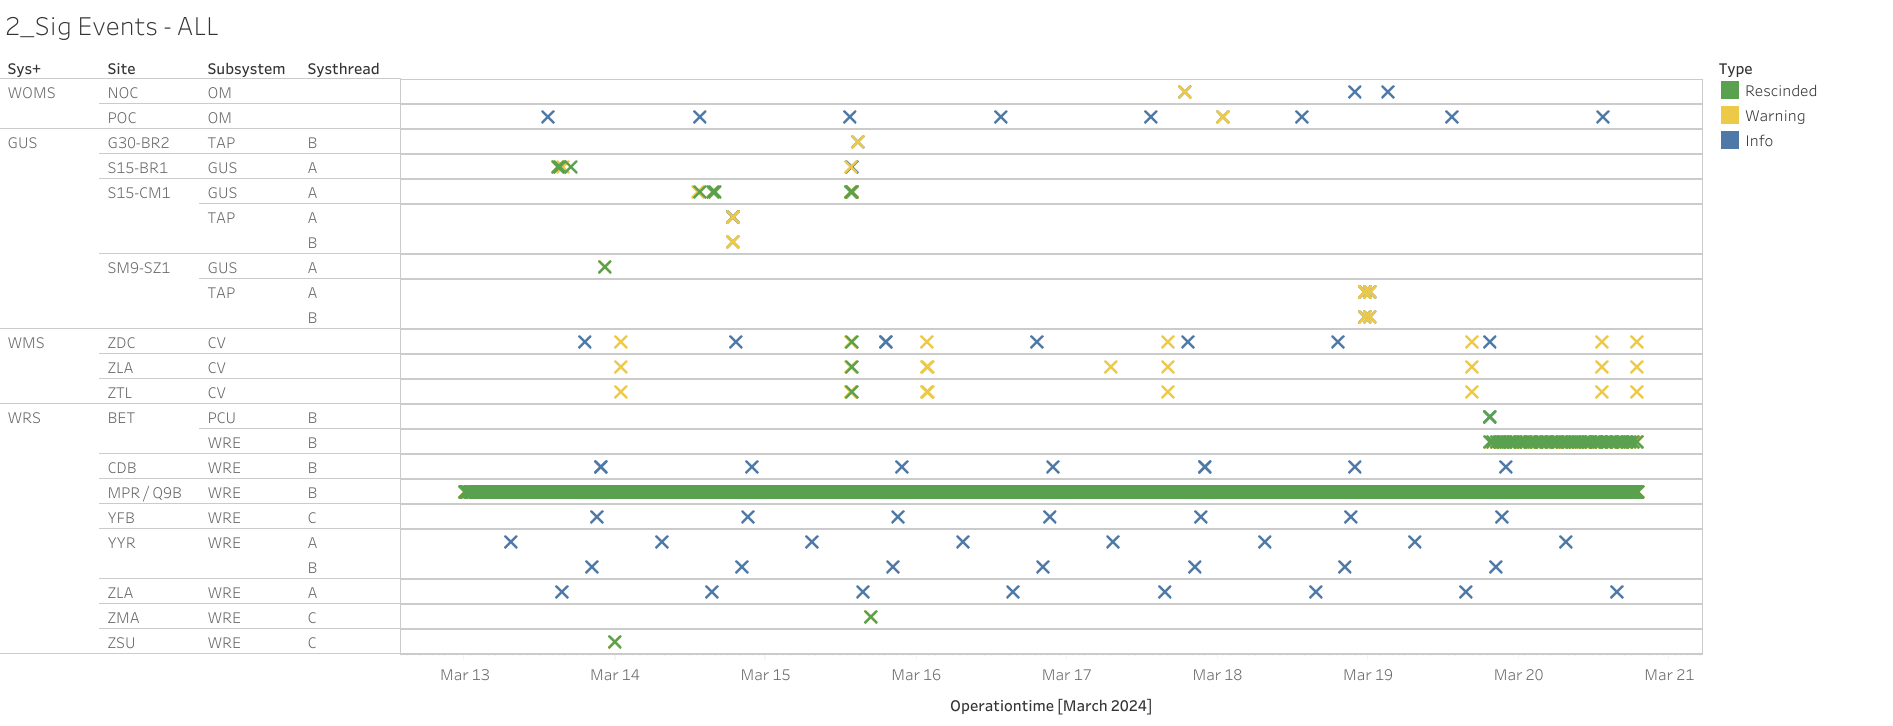 2_Sig Events - ALL
Sys+ Site Subsystem Systhread
Type
WOMS NOC OM
Rescinded
POC OM
Warning
GUS G30-BR2 TAP B
Info
S15-BR1 GUS A
S15-CM1 GUS A
TAP A
B
SM9-SZ1 GUS A
TAP A
B
WMS ZDC CV
ZLA CV
ZTL CV
WRS BET PCU B
WRE B
CDB WRE B
MPR / Q9B WRE B
YFB WRE C
YYR WRE A
B
ZLA WRE A
ZMA WRE C
ZSU WRE C
Mar 13 Mar 14 Mar 15 Mar 16 Mar 17 Mar 18 Mar 19 Mar 20 Mar 21
Operationtime [March 2024]